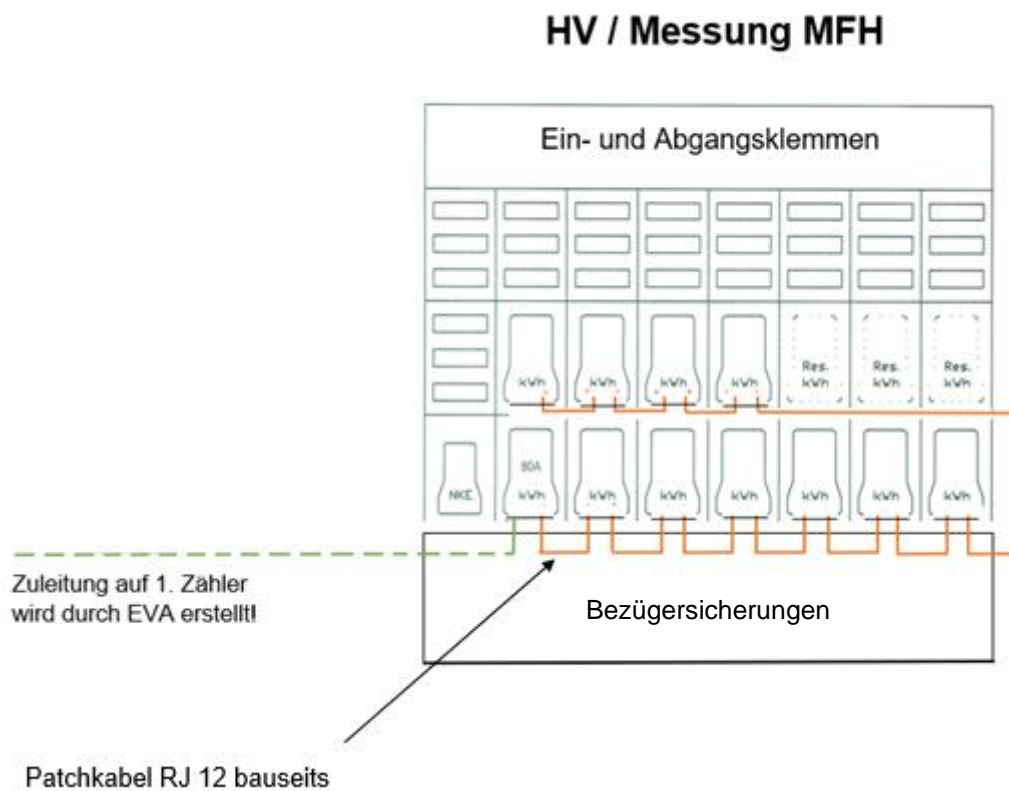 HV / Messung MFH
Ein- und Abgangsklemmen
kWh kWh kWh kWh Res. kWh Res. kWh Res. kWh
NKE 80A kWh kWh kWh kWh kWh kWh kWh
Zuleitung auf 1. Zähler
wird durch EVA erstellt!
Bezügersicherungen
Patchkabel RJ 12 bauseits